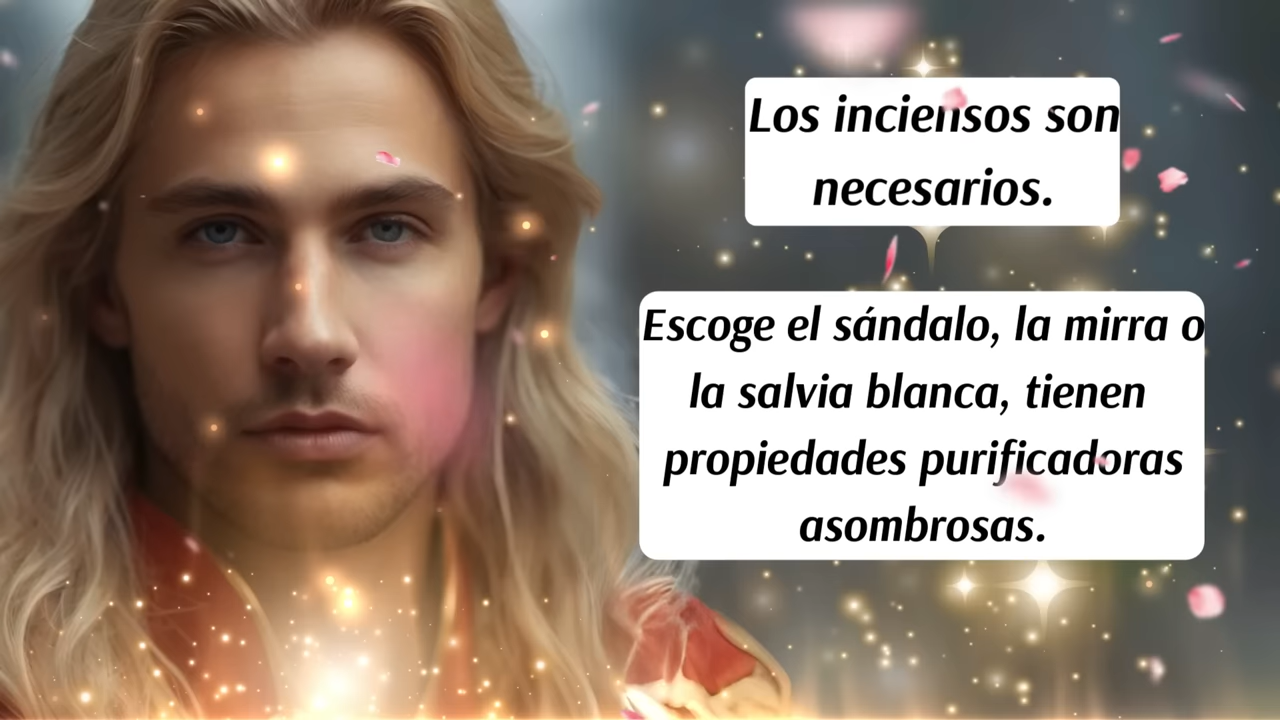 Los inciensos son
necesarios.
Escoge el sándalo, la mirra o
la salvia blanca, tienen
propiedades purificadoras
asombrosas.